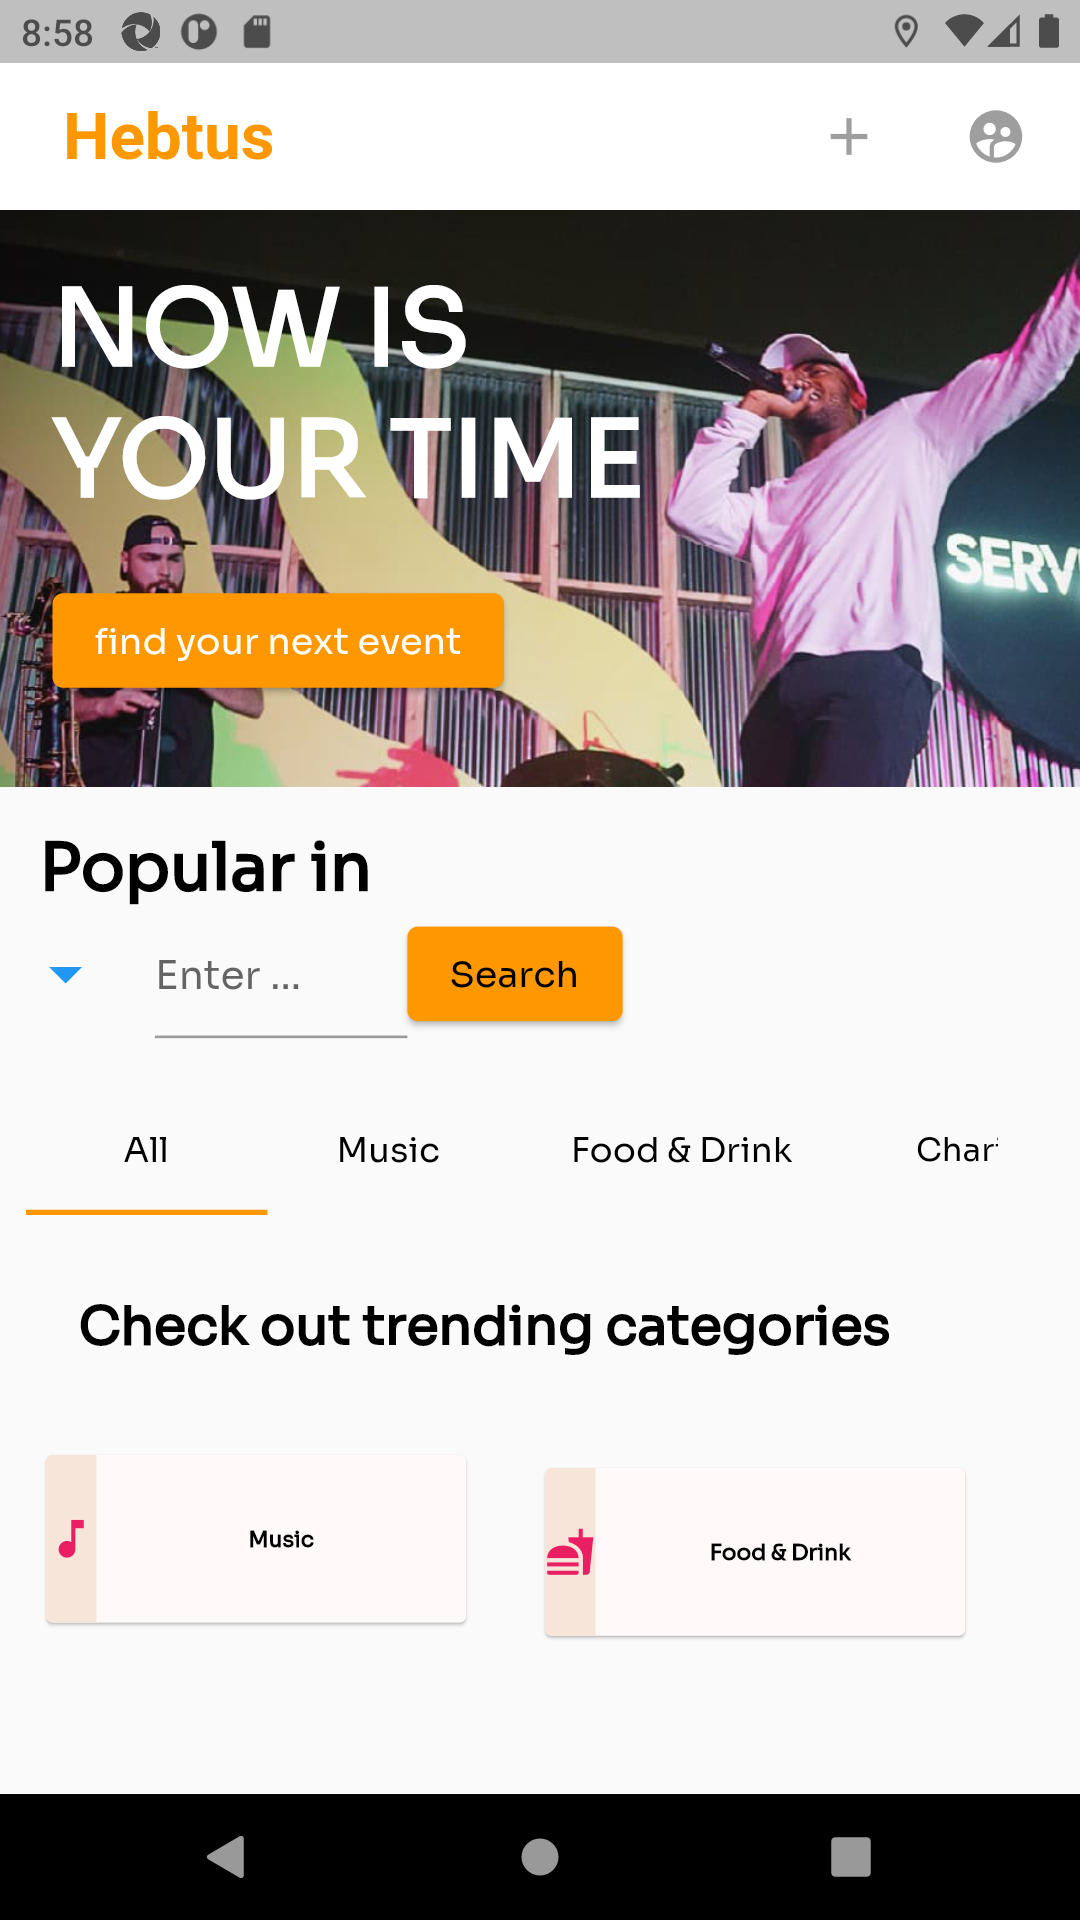 8:58
Hebtus
NOW IS
YOUR TIME
SERV
find your next event
Popular in
Enter ...
Search
All
Music
Food & Drink
Char
Check out trending categories
Music
Food & Drink